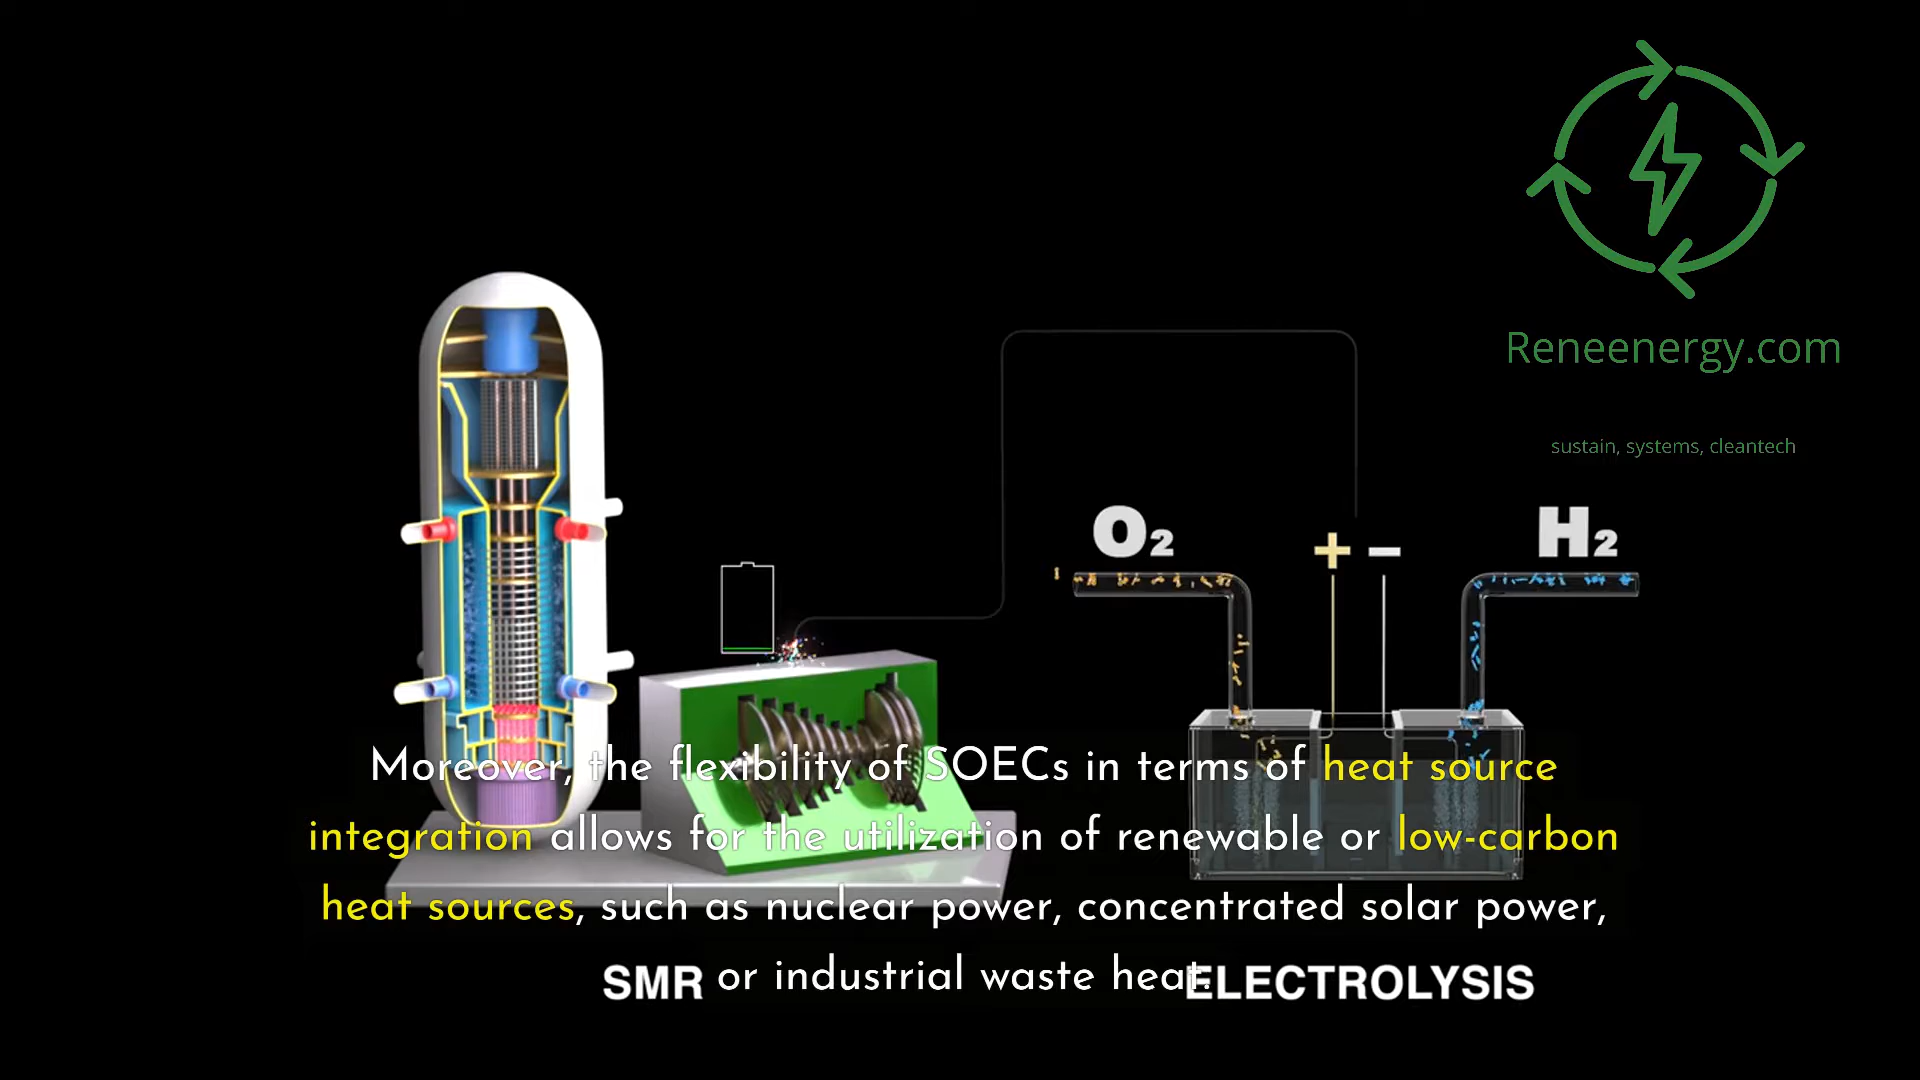 Reneenergy.com
sustain, systems, cleantech
O2
+ −
H2
Moreover, the flexibility of SOECs in terms of heat source
integration allows for the utilization of renewable or low-carbon
heat sources, such as nuclear power, concentrated solar power,
or industrial waste heat.
SMR
ELECTROLYSIS